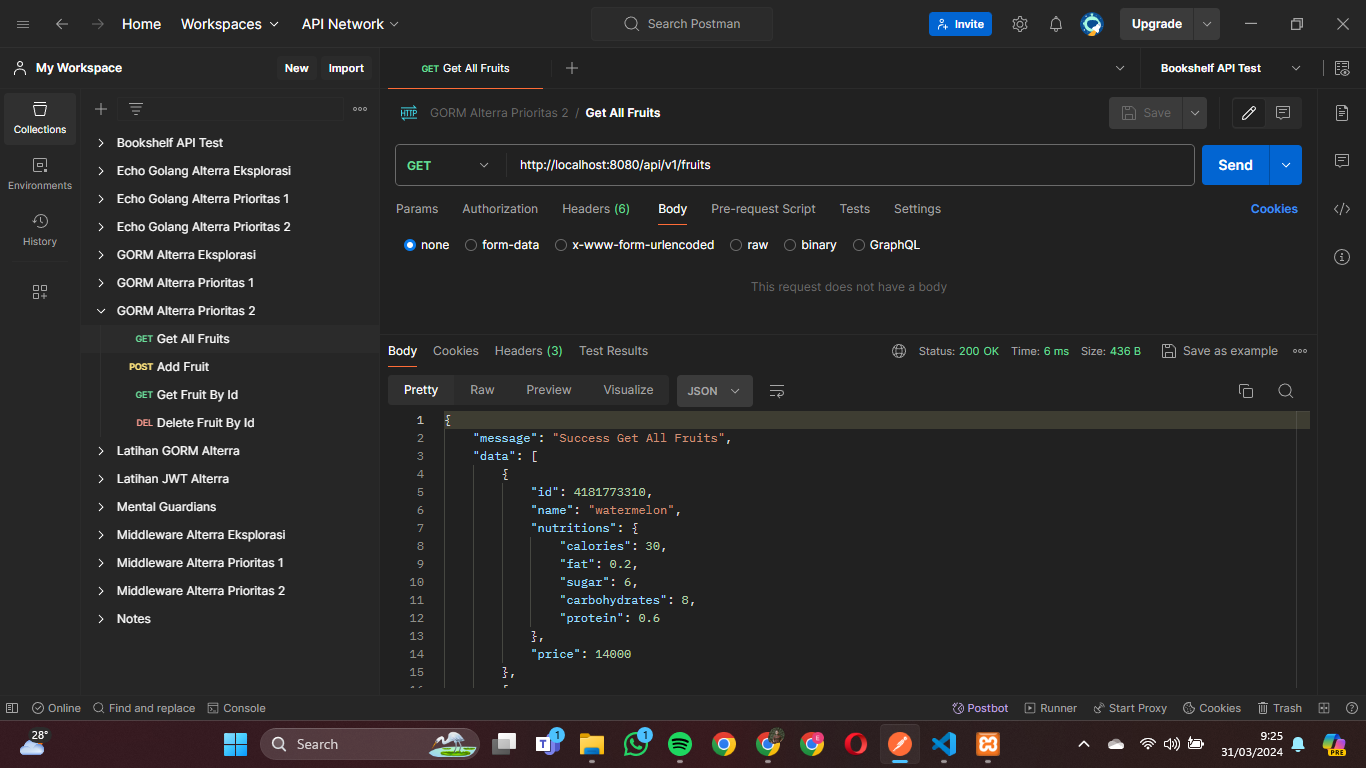 Home Workspaces API Network Search Postman Invite Upgrade
My Workspace New Import GET Get All Fruits Bookshelf API Test
Collections
Environments
History
Bookshelf API Test
Echo Golang Alterra Eksplorasi
Echo Golang Alterra Prioritas 1
Echo Golang Alterra Prioritas 2
GORM Alterra Eksplorasi
GORM Alterra Prioritas 1
GORM Alterra Prioritas 2
GET Get All Fruits
POST Add Fruit
GET Get Fruit By Id
DEL Delete Fruit By Id
Latihan GORM Alterra
Latihan JWT Alterra
Mental Guardians
Middleware Alterra Eksplorasi
Middleware Alterra Prioritas 1
Middleware Alterra Prioritas 2
Notes
HTTP GORM Alterra Prioritas 2 / Get All Fruits Save
GET http://localhost:8080/api/v1/fruits Send
Params Authorization Headers (6) Body Pre-request Script Tests Settings Cookies
none form-data x-www-form-urlencoded raw binary GraphQL
This request does not have a body
Body Cookies Headers (3) Test Results Status: 200 OK Time: 6 ms Size: 436 B Save as example
Pretty Raw Preview Visualize JSON
1 {
2 "message": "Success Get All Fruits",
3 "data": [
4 {
5 "id": 4181773310,
6 "name": "watermelon",
7 "nutritions": {
8 "calories": 30,
9 "fat": 0.2,
10 "sugar": 6,
11 "carbohydrates": 8,
12 "protein": 0.6
13 },
14 "price": 14000
15 },
Online Find and replace Console Postbot Runner Start Proxy Cookies Trash
28° Search 1 1 9:25
31/03/2024 PRE